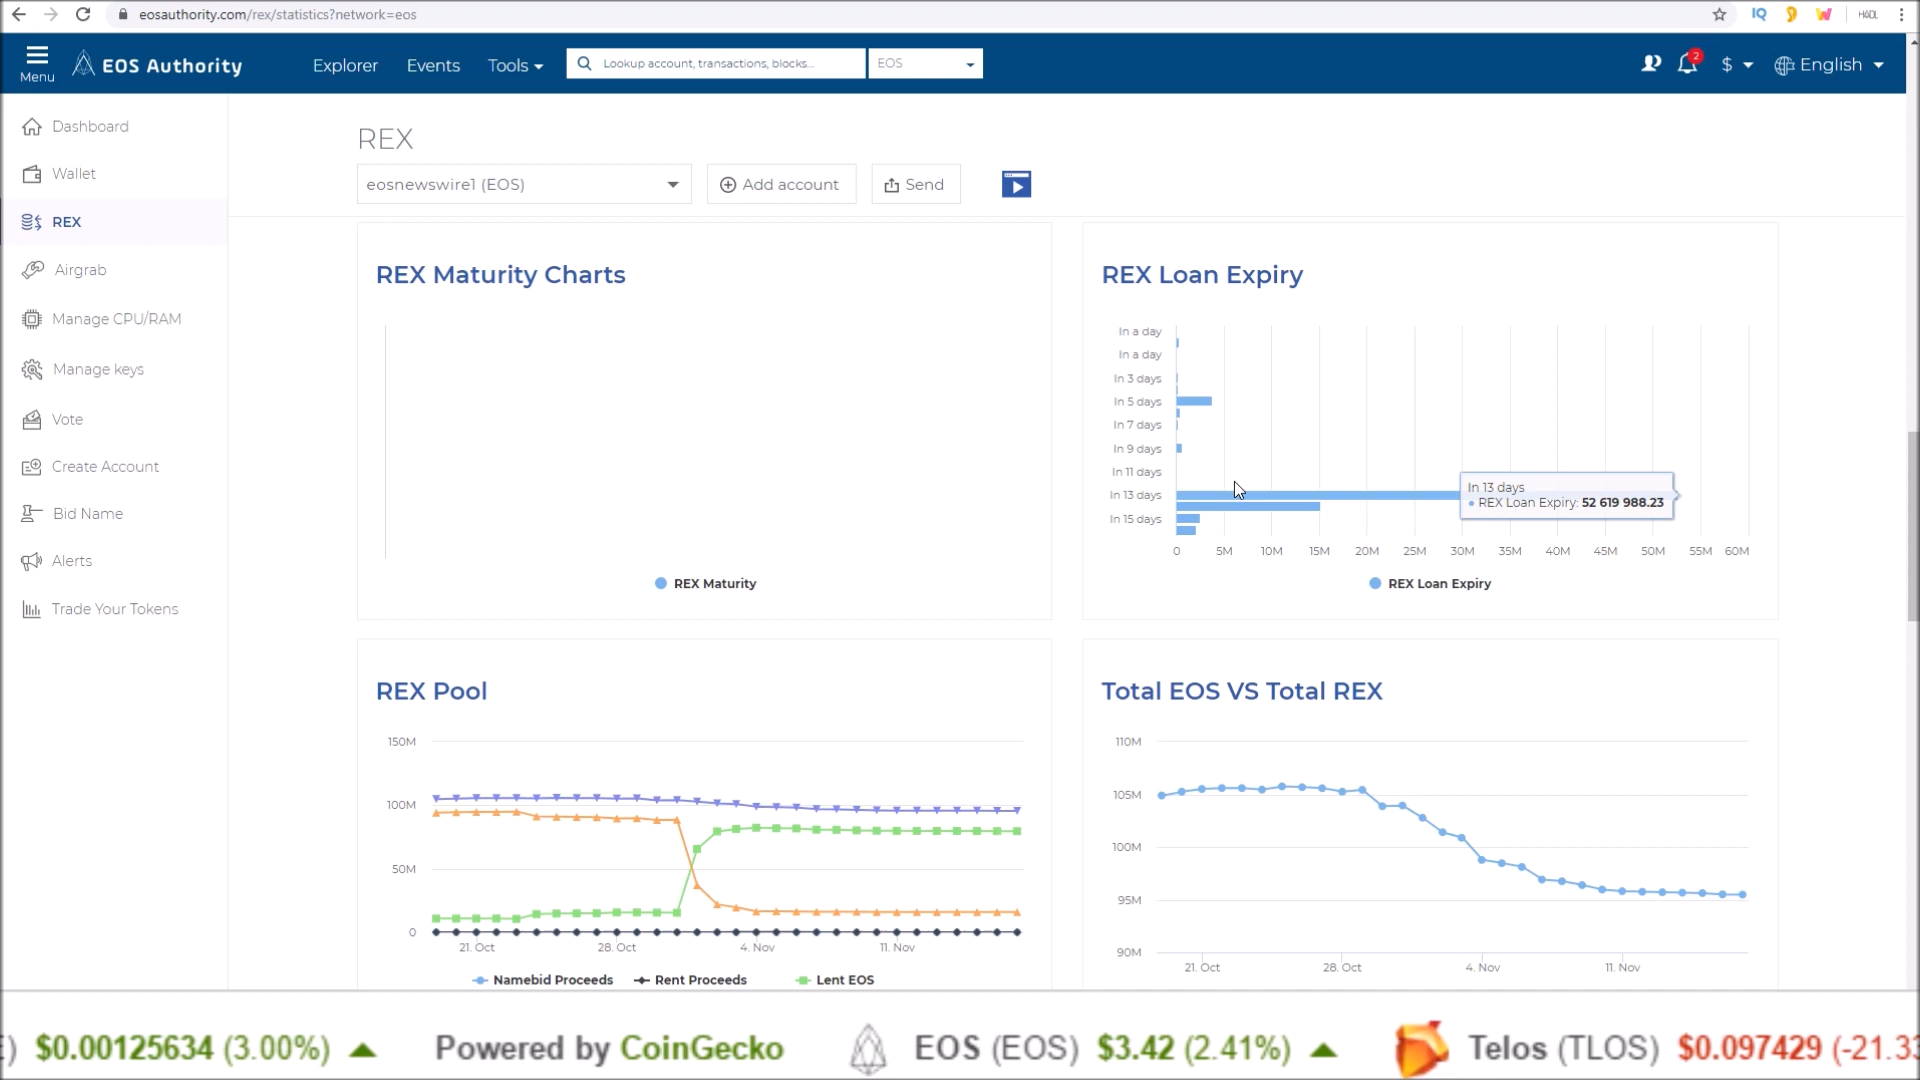 eosauthority.com/rex/statistics?network=eos
Menu
EOS Authority
Explorer
Events
Tools
Lookup account, transactions, blocks...
EOS
2
$
English
Dashboard
Wallet
REX
Airgrab
Manage CPU/RAM
Manage keys
Vote
Create Account
Bid Name
Alerts
Trade Your Tokens
REX
eosnewswire1 (EOS)
Add account
Send
REX Maturity Charts
REX Maturity
REX Loan Expiry
In a day
In a day
In 3 days
In 5 days
In 7 days
In 9 days
In 11 days
In 13 days
In 15 days
In 13 days
REX Loan Expiry: 52 619 988.23
0 5M 10M 15M 20M 25M 30M 35M 40M 45M 50M 55M 60M
REX Loan Expiry
REX Pool
150M
100M
50M
0
21. Oct 28. Oct 4. Nov 11. Nov
Namebid Proceeds Rent Proceeds Lent EOS
Total EOS VS Total REX
110M
105M
100M
95M
90M
21. Oct 28. Oct 4. Nov 11. Nov
) $0.00125634 (3.00%) Powered by CoinGecko EOS (EOS) $3.42 (2.41%) Telos (TLOS) $0.097429 (-21.33